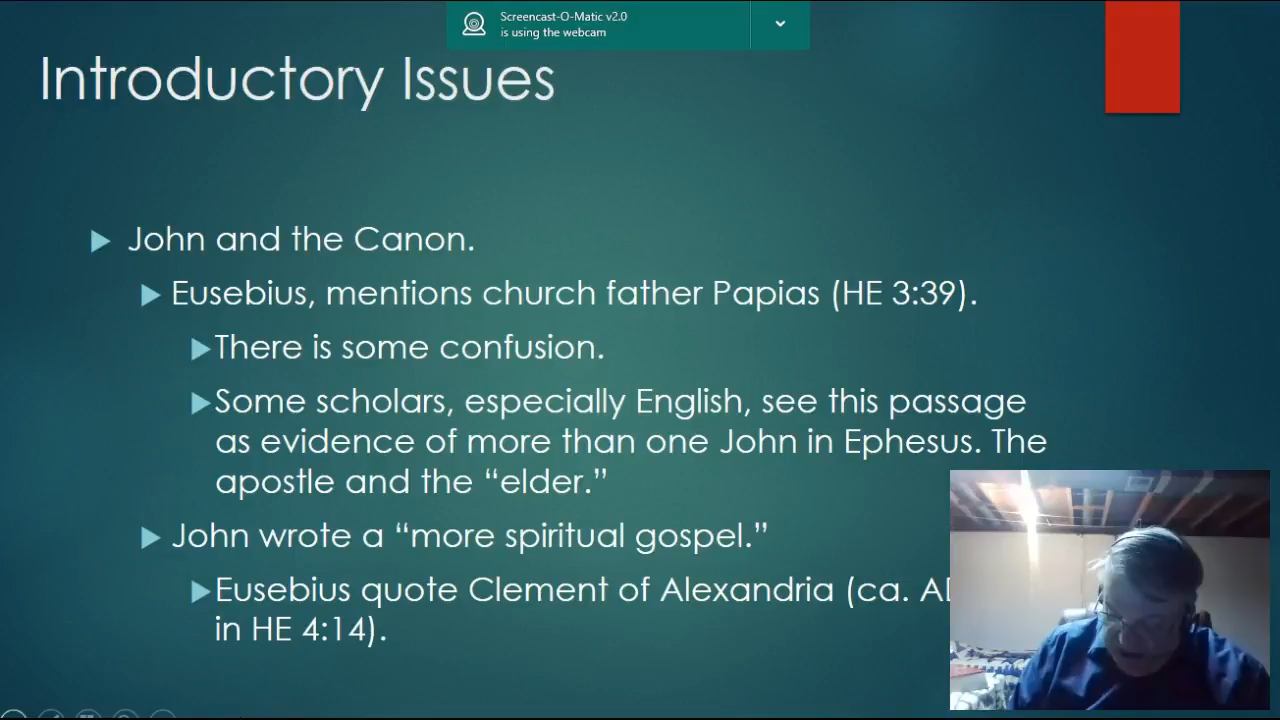 Screencast-O-Matic v2.0
is using the webcam
Introductory Issues
John and the Canon.
Eusebius, mentions church father Papias (HE 3:39).
There is some confusion.
Some scholars, especially English, see this passage
as evidence of more than one John in Ephesus. The
apostle and the “elder.”
John wrote a “more spiritual gospel.”
Eusebius quote Clement of Alexandria (ca.
in HE 4:14).